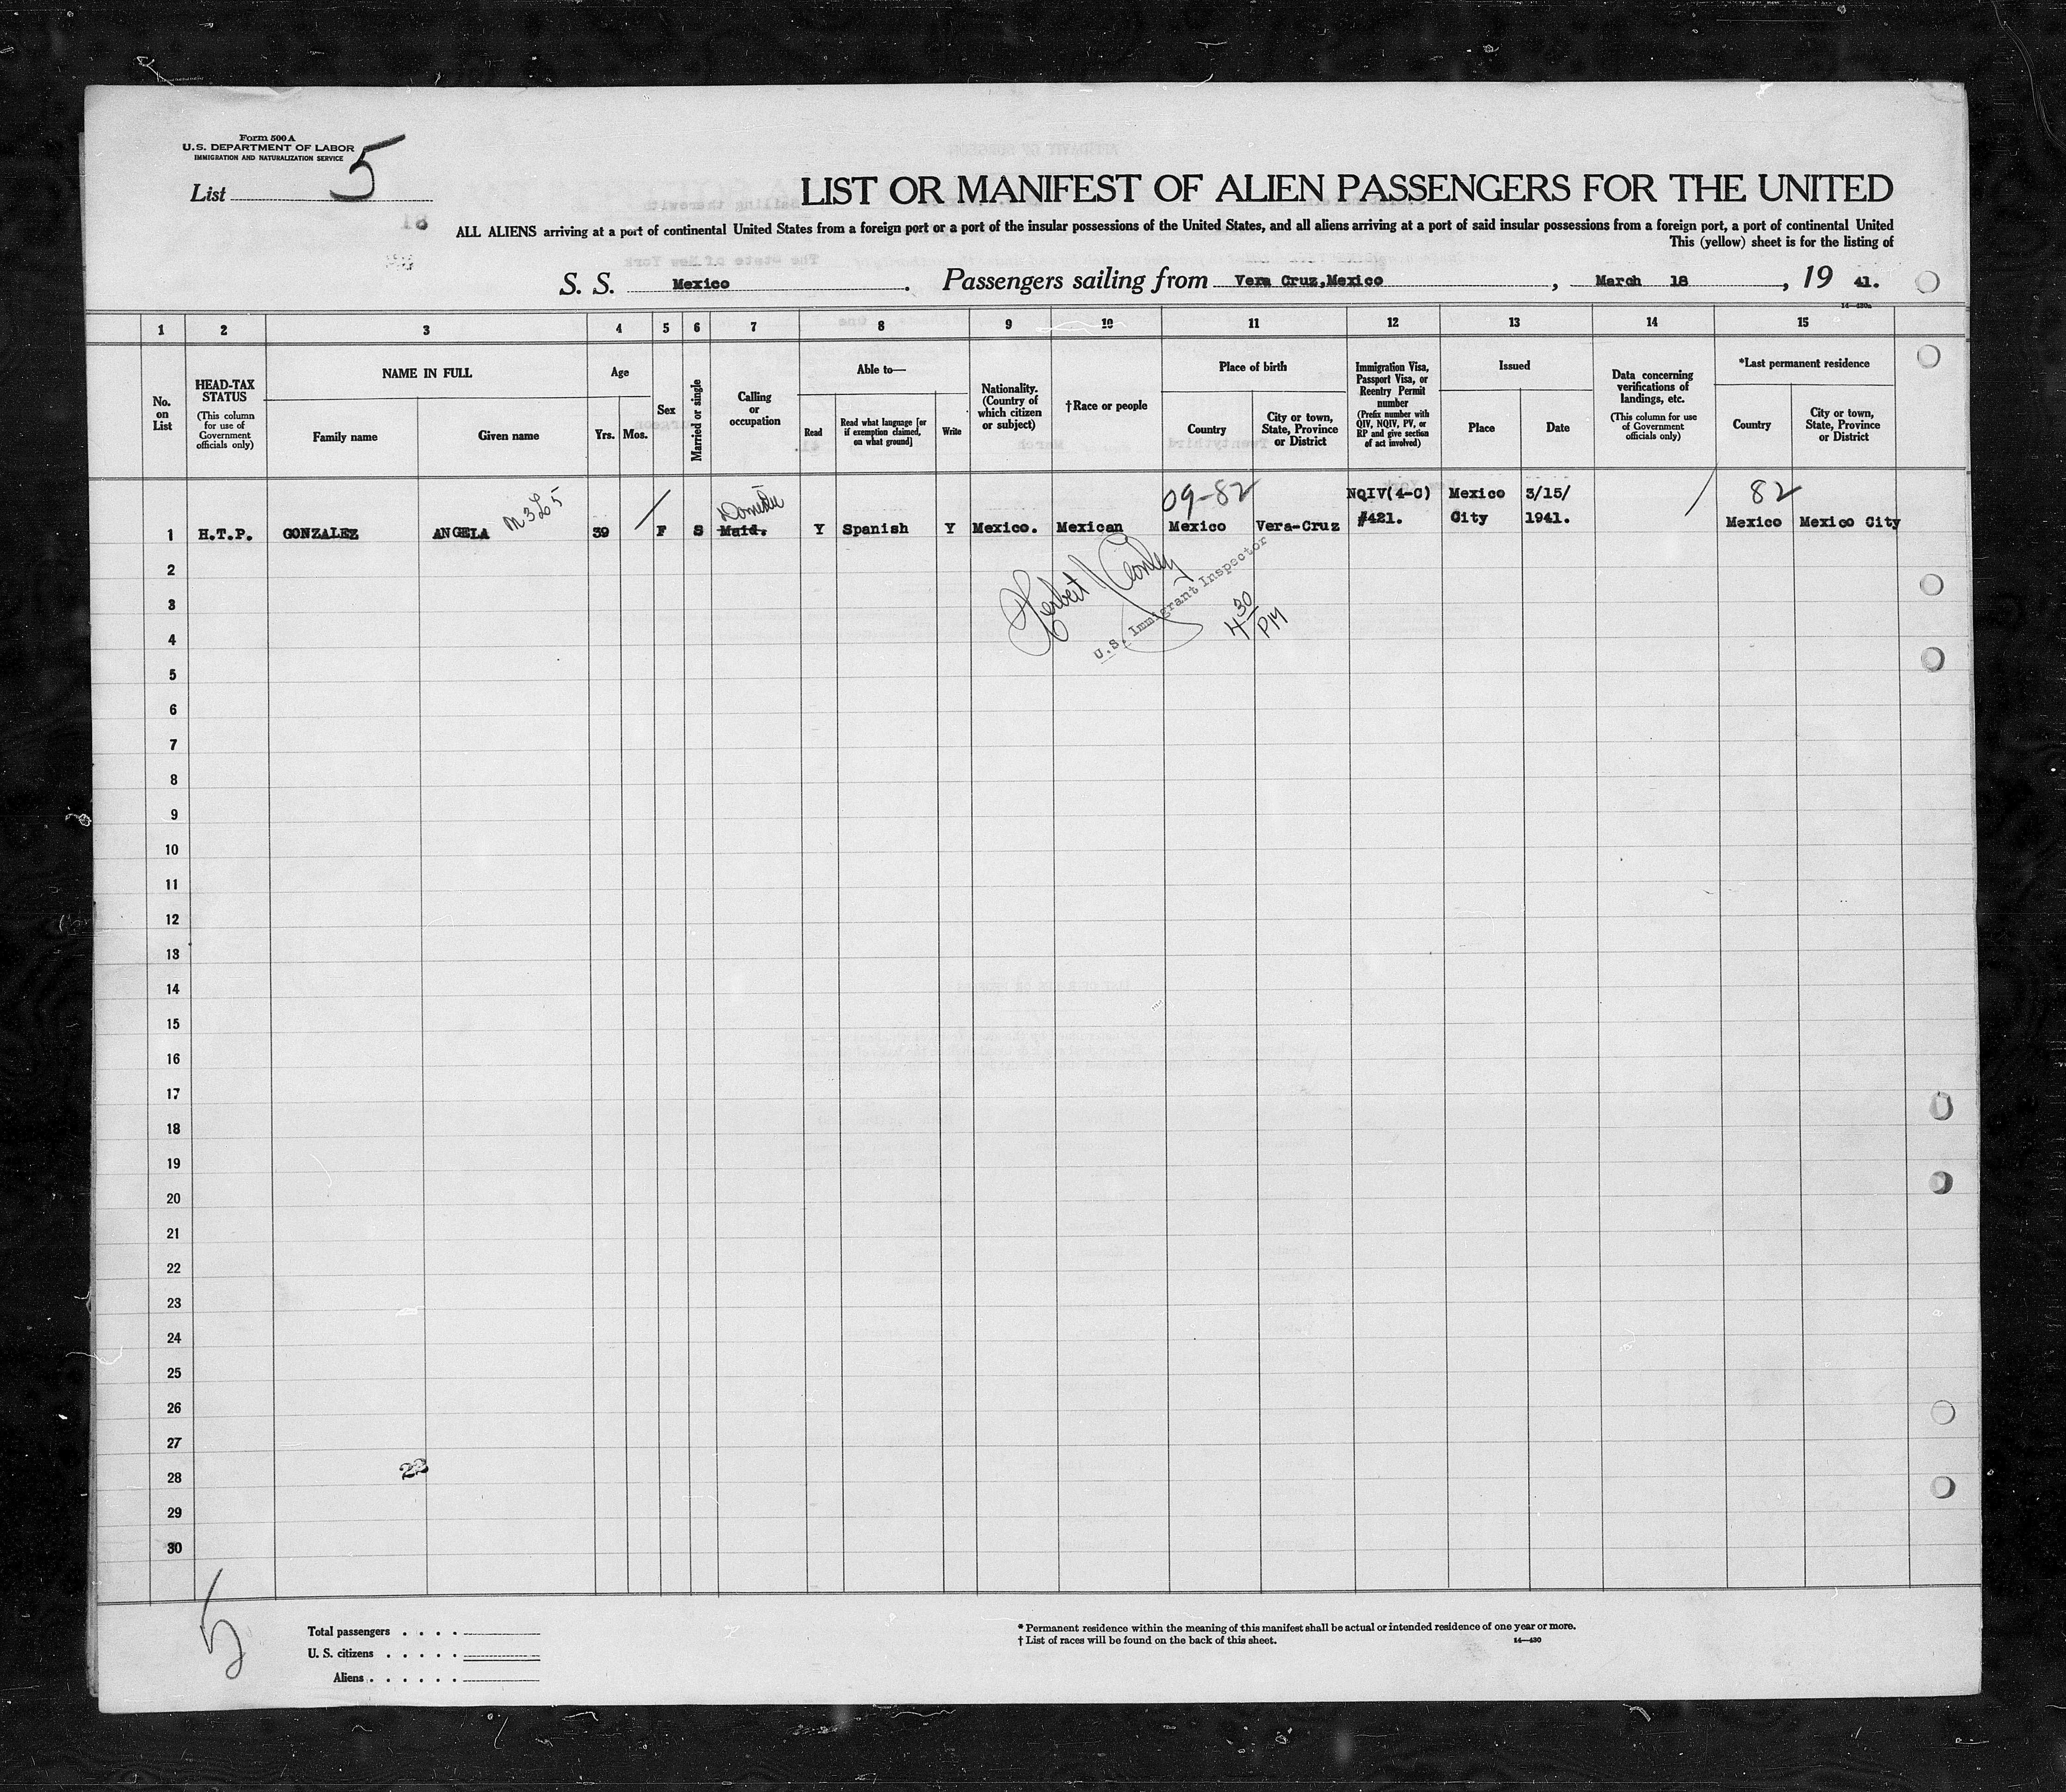 Form 500 A
U.S. DEPARTMENT OF LABOR
IMMIGRATION AND NATURALIZATION SERVICE
List 5
LIST OR MANIFEST OF ALIEN PASSENGERS FOR THE UNITED
ALL ALIENS arriving at a port of continental United States from a foreign port or a port of the insular possessions of the United States, and all aliens arriving at a port of said insular possessions from a foreign port, a port of continental United
This (yellow) sheet is for the listing of
S. S. Mexico. Passengers sailing from Vera Cruz,Mexico, March 18, 19 41.
14—430a
1 2 3 4 5 6 7 8 9 10 11 12 13 14 15
No. on List
HEAD-TAX STATUS
(This column for use of Government officials only)
NAME IN FULL
Family name
Given name
Age
Yrs. Mos.
Sex
Married or single
Calling or occupation
Able to—
Read
Read what language [or if exemption claimed, on what ground]
Write
Nationality. (Country of which citizen or subject)
†Race or people
Place of birth
Country
City or town, State, Province or District
Immigration Visa, Passport Visa, or Reentry Permit number
(Prefix number with QIV, NQIV, PV, or RP and give section of act involved)
Issued
Place
Date
Data concerning verifications of landings, etc.
(This column for use of Government officials only)
*Last permanent residence
Country
City or town, State, Province or District
M3L5 Domestic 09-82 NQIV(4-C) Mexico 3/15/ 82
#421. City 1941.
1 H.T.P. GONZALEZ ANGELA 39 F S Maid. Y Spanish Y Mexico. Mexican Mexico Vera-Cruz Mexico Mexico City
2
Herbert
U.S. Immigrant Inspector
3
4 30 PM
4
5
6
7
8
9
10
11
12
13
14
15
16
17
18
19
20
21
22
23
24
25
26
27
22
28
29
30
5
Total passengers . . . .
U. S. citizens . . . . .
Aliens . . . . . .
* Permanent residence within the meaning of this manifest shall be actual or intended residence of one year or more.
† List of races will be found on the back of this sheet.
14—430